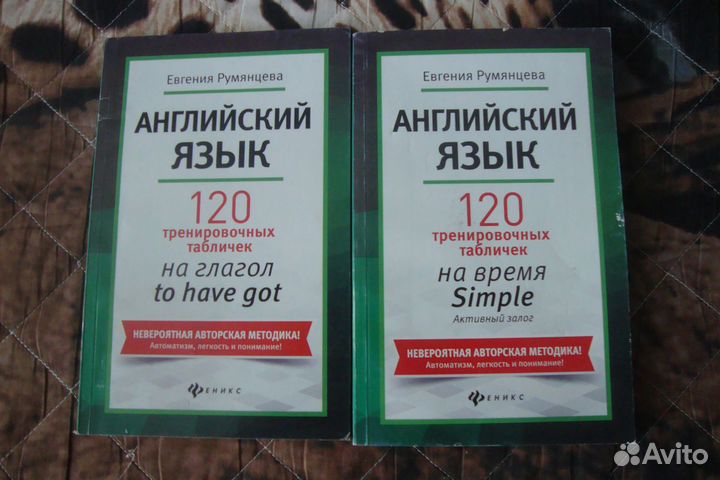 Евгения Румянцева
АНГЛИЙСКИЙ
ЯЗЫК
120
тренировочных
табличек
на глагол
to have got
НЕВЕРОЯТНАЯ АВТОРСКАЯ МЕТОДИКА!
Автоматизм, легкость и понимание!
ФЕНИКС
Евгения Румянцева
АНГЛИЙСКИЙ
ЯЗЫК
120
тренировочных
табличек
на время
Simple
Активный залог
НЕВЕРОЯТНАЯ АВТОРСКАЯ МЕТОДИКА!
Автоматизм, легкость и понимание!
ФЕНИКС
Avito